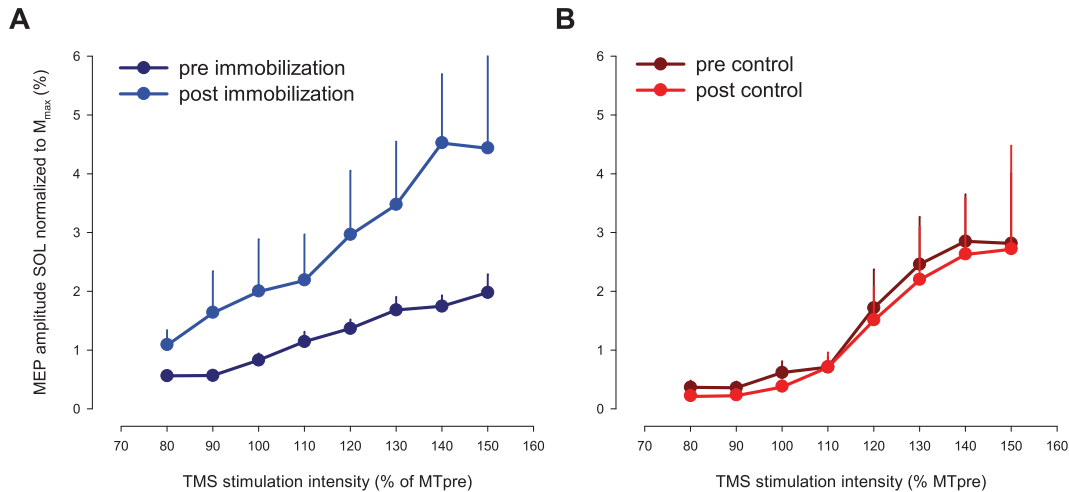 A
B
pre immobilization
post immobilization
pre control
post control
MEP amplitude SOL normalized to Mmax (%)
6
5
4
3
2
1
0
6
5
4
3
2
1
0
70 80 90 100 110 120 130 140 150 160
70 80 90 100 110 120 130 140 150 160
TMS stimulation intensity (% of MTpre)
TMS stimulation intensity (% MTpre)